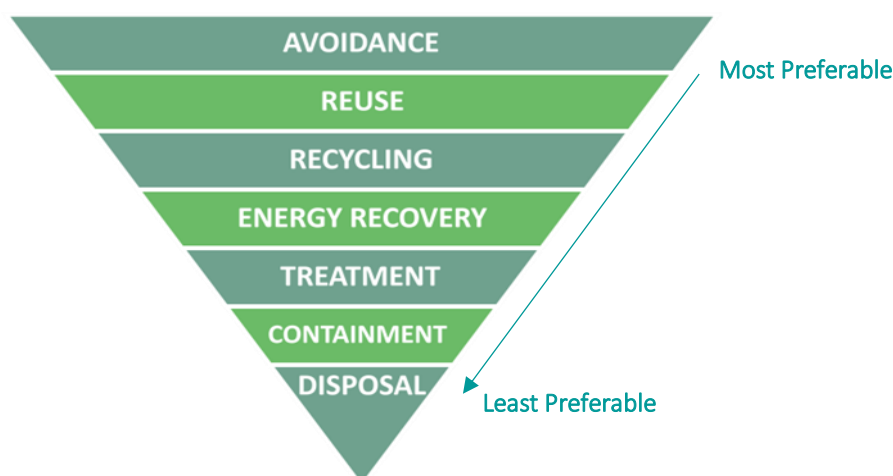 AVOIDANCE
Most Preferable
REUSE
RECYCLING
ENERGY RECOVERY
TREATMENT
CONTAINMENT
DISPOSAL
Least Preferable